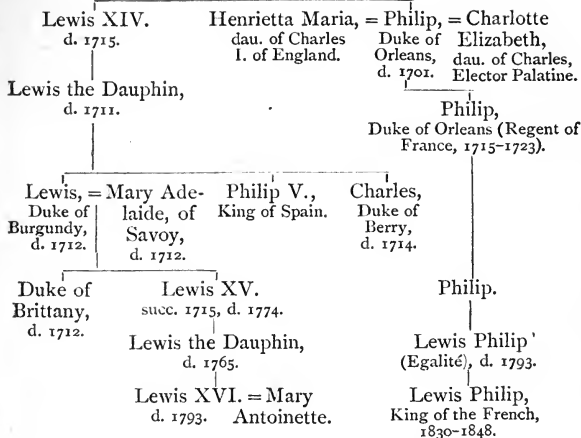 Lewis XIV.
d. 1715.
Henrietta Maria, = Philip, = Charlotte
dau. of Charles
I. of England.
Duke of
Orleans,
d. 1701.
Elizabeth,
dau. of Charles,
Elector Palatine.
Lewis the Dauphin,
d. 1711.
Philip,
Duke of Orleans (Regent of
France, 1715–1723).
Lewis, = Mary Ade-
Duke of
Burgundy,
d. 1712.
laide, of
Savoy,
d. 1712.
Philip V.,
King of Spain.
Charles,
Duke of
Berry,
d. 1714.
Duke of
Brittany,
d. 1712.
Lewis XV.
succ. 1715, d. 1774.
Philip.
Lewis the Dauphin,
d. 1765.
Lewis Philip
(Egalité), d. 1793.
Lewis XVI. = Mary
d. 1793. Antoinette.
Lewis Philip,
King of the French,
1830–1848.